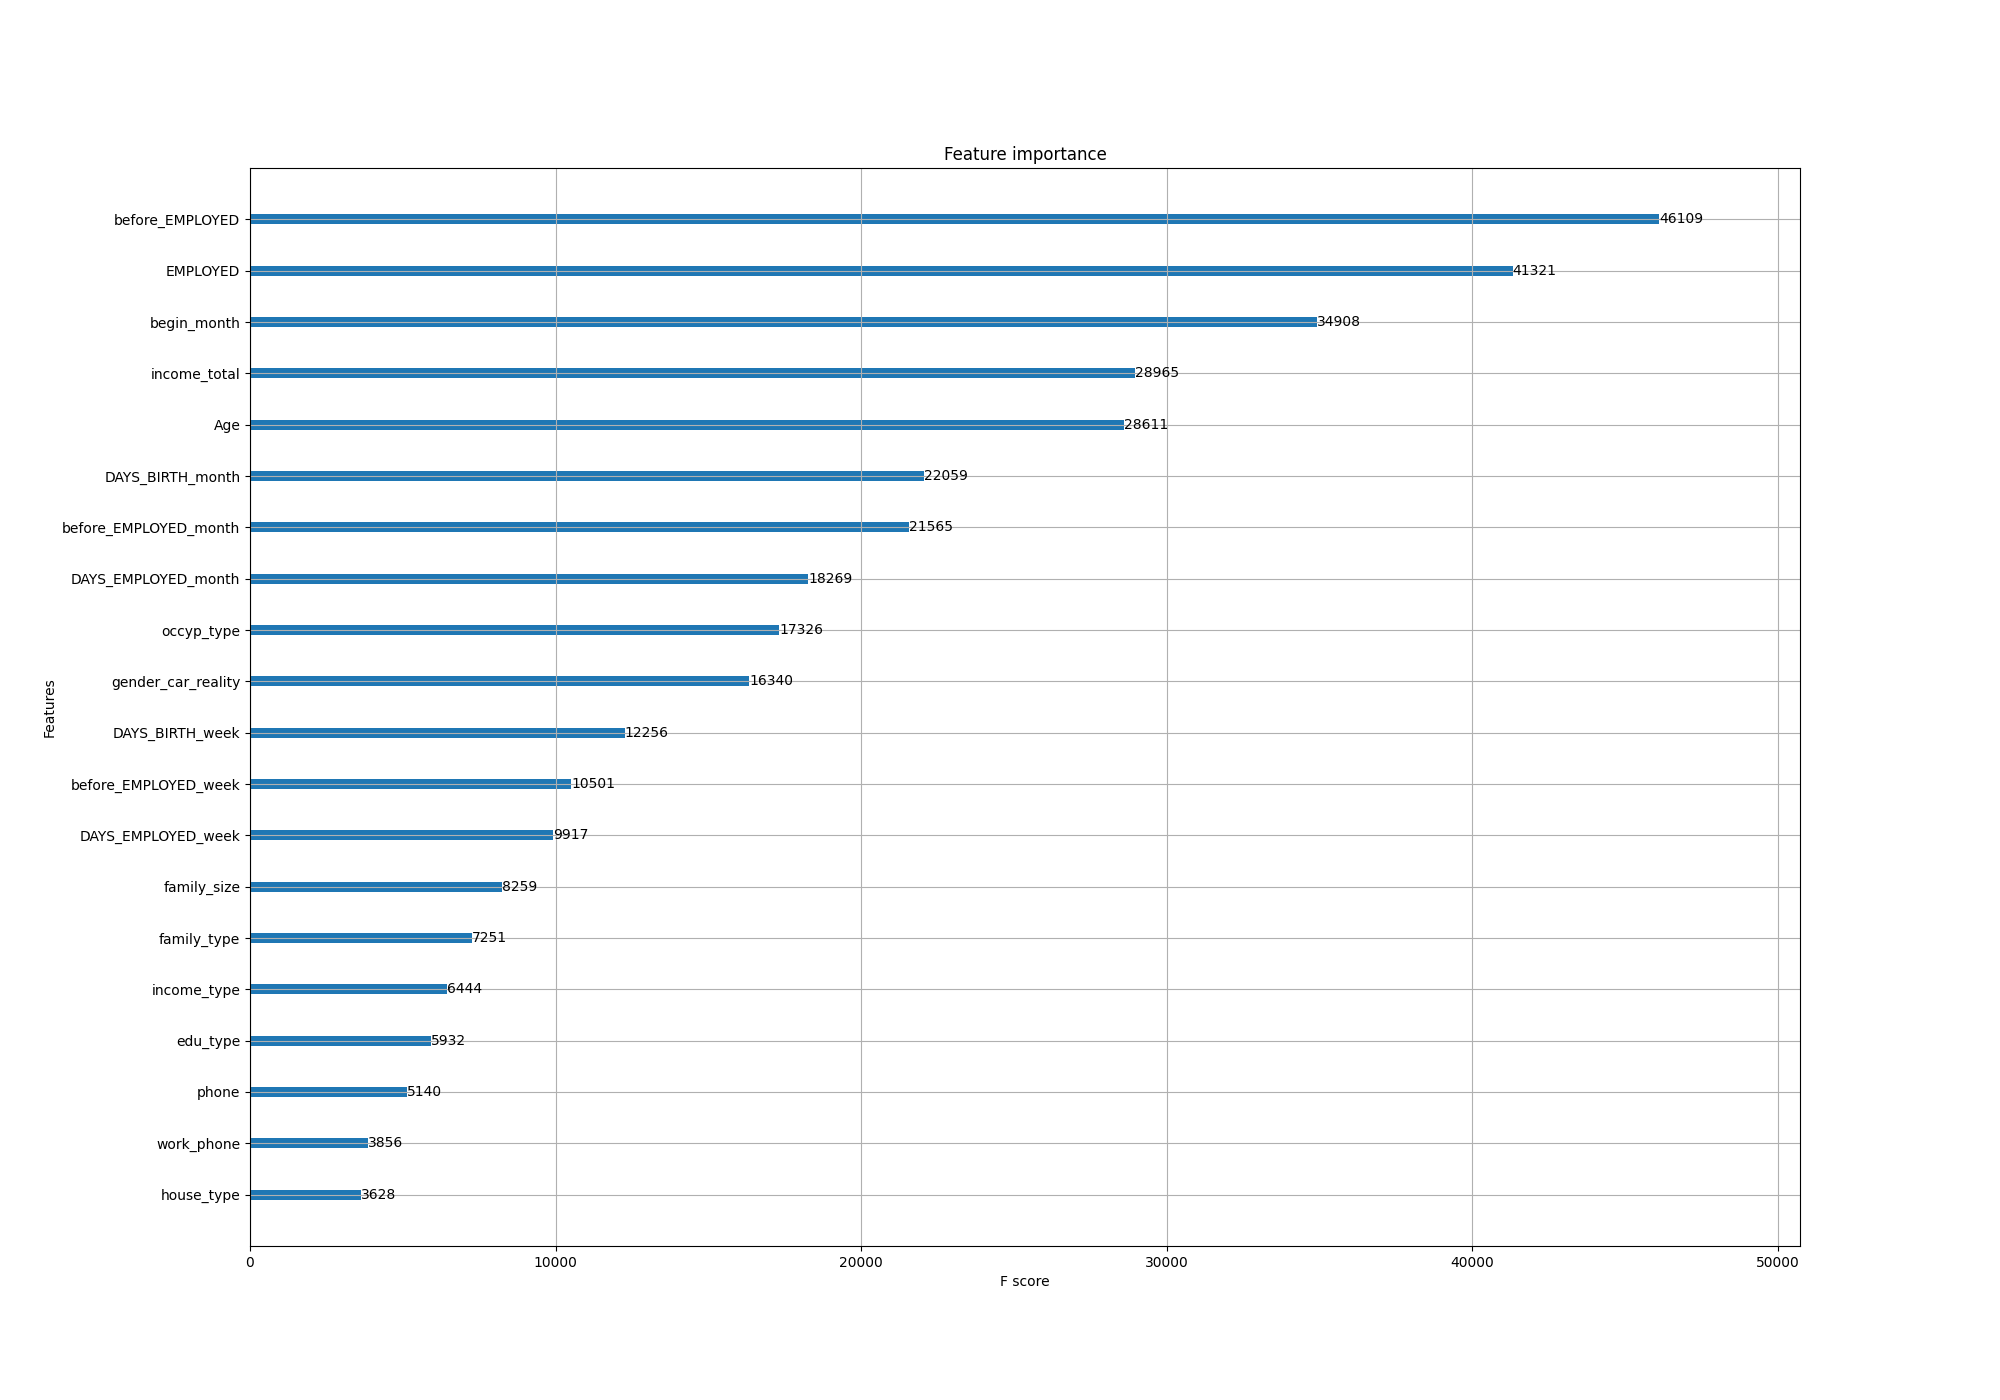 Feature importance
before_EMPLOYED 46109
EMPLOYED 41321
begin_month 34908
income_total 28965
Age 28611
DAYS_BIRTH_month 22059
before_EMPLOYED_month 21565
DAYS_EMPLOYED_month 18269
occyp_type 17326
gender_car_reality 16340
DAYS_BIRTH_week 12256
before_EMPLOYED_week 10501
DAYS_EMPLOYED_week 9917
family_size 8259
family_type 7251
income_type 6444
edu_type 5932
phone 5140
work_phone 3856
house_type 3628
Features
0 10000 20000 30000 40000 50000
F score